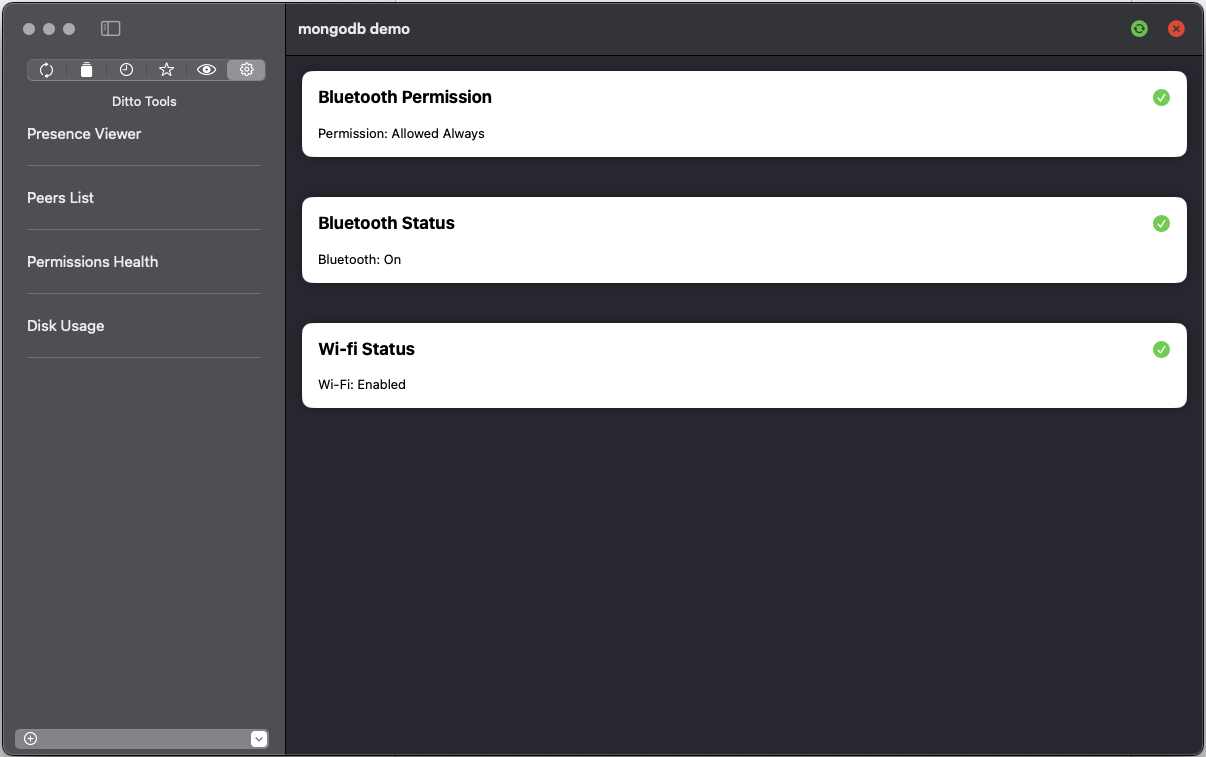 mongodb demo
Ditto Tools
Presence Viewer
Peers List
Permissions Health
Disk Usage
Bluetooth Permission
Permission: Allowed Always
Bluetooth Status
Bluetooth: On
Wi-fi Status
Wi-Fi: Enabled